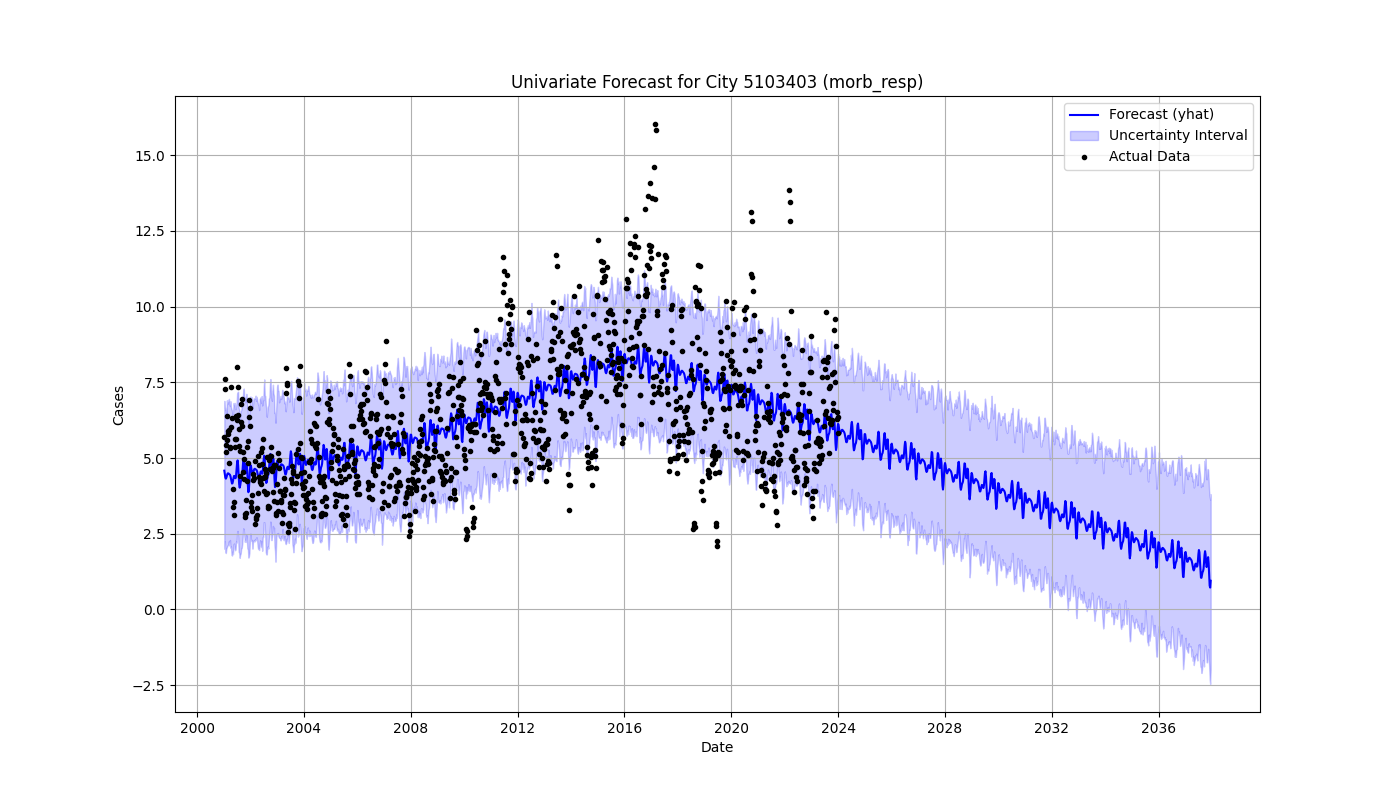 Univariate Forecast for City 5103403 (morb_resp)
Forecast (yhat)
Uncertainty Interval
Actual Data
Cases
15.0
12.5
10.0
7.5
5.0
2.5
0.0
−2.5
2000 2004 2008 2012 2016 2020 2024 2028 2032 2036
Date